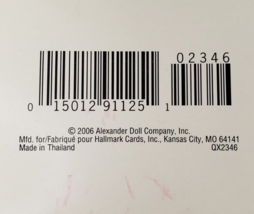 02346
0 15012 91125 1
© 2006 Alexander Doll Company, Inc.
Mfd. for/Fabriqué pour Hallmark Cards, Inc., Kansas City, MO 64141
Made in Thailand QX2346